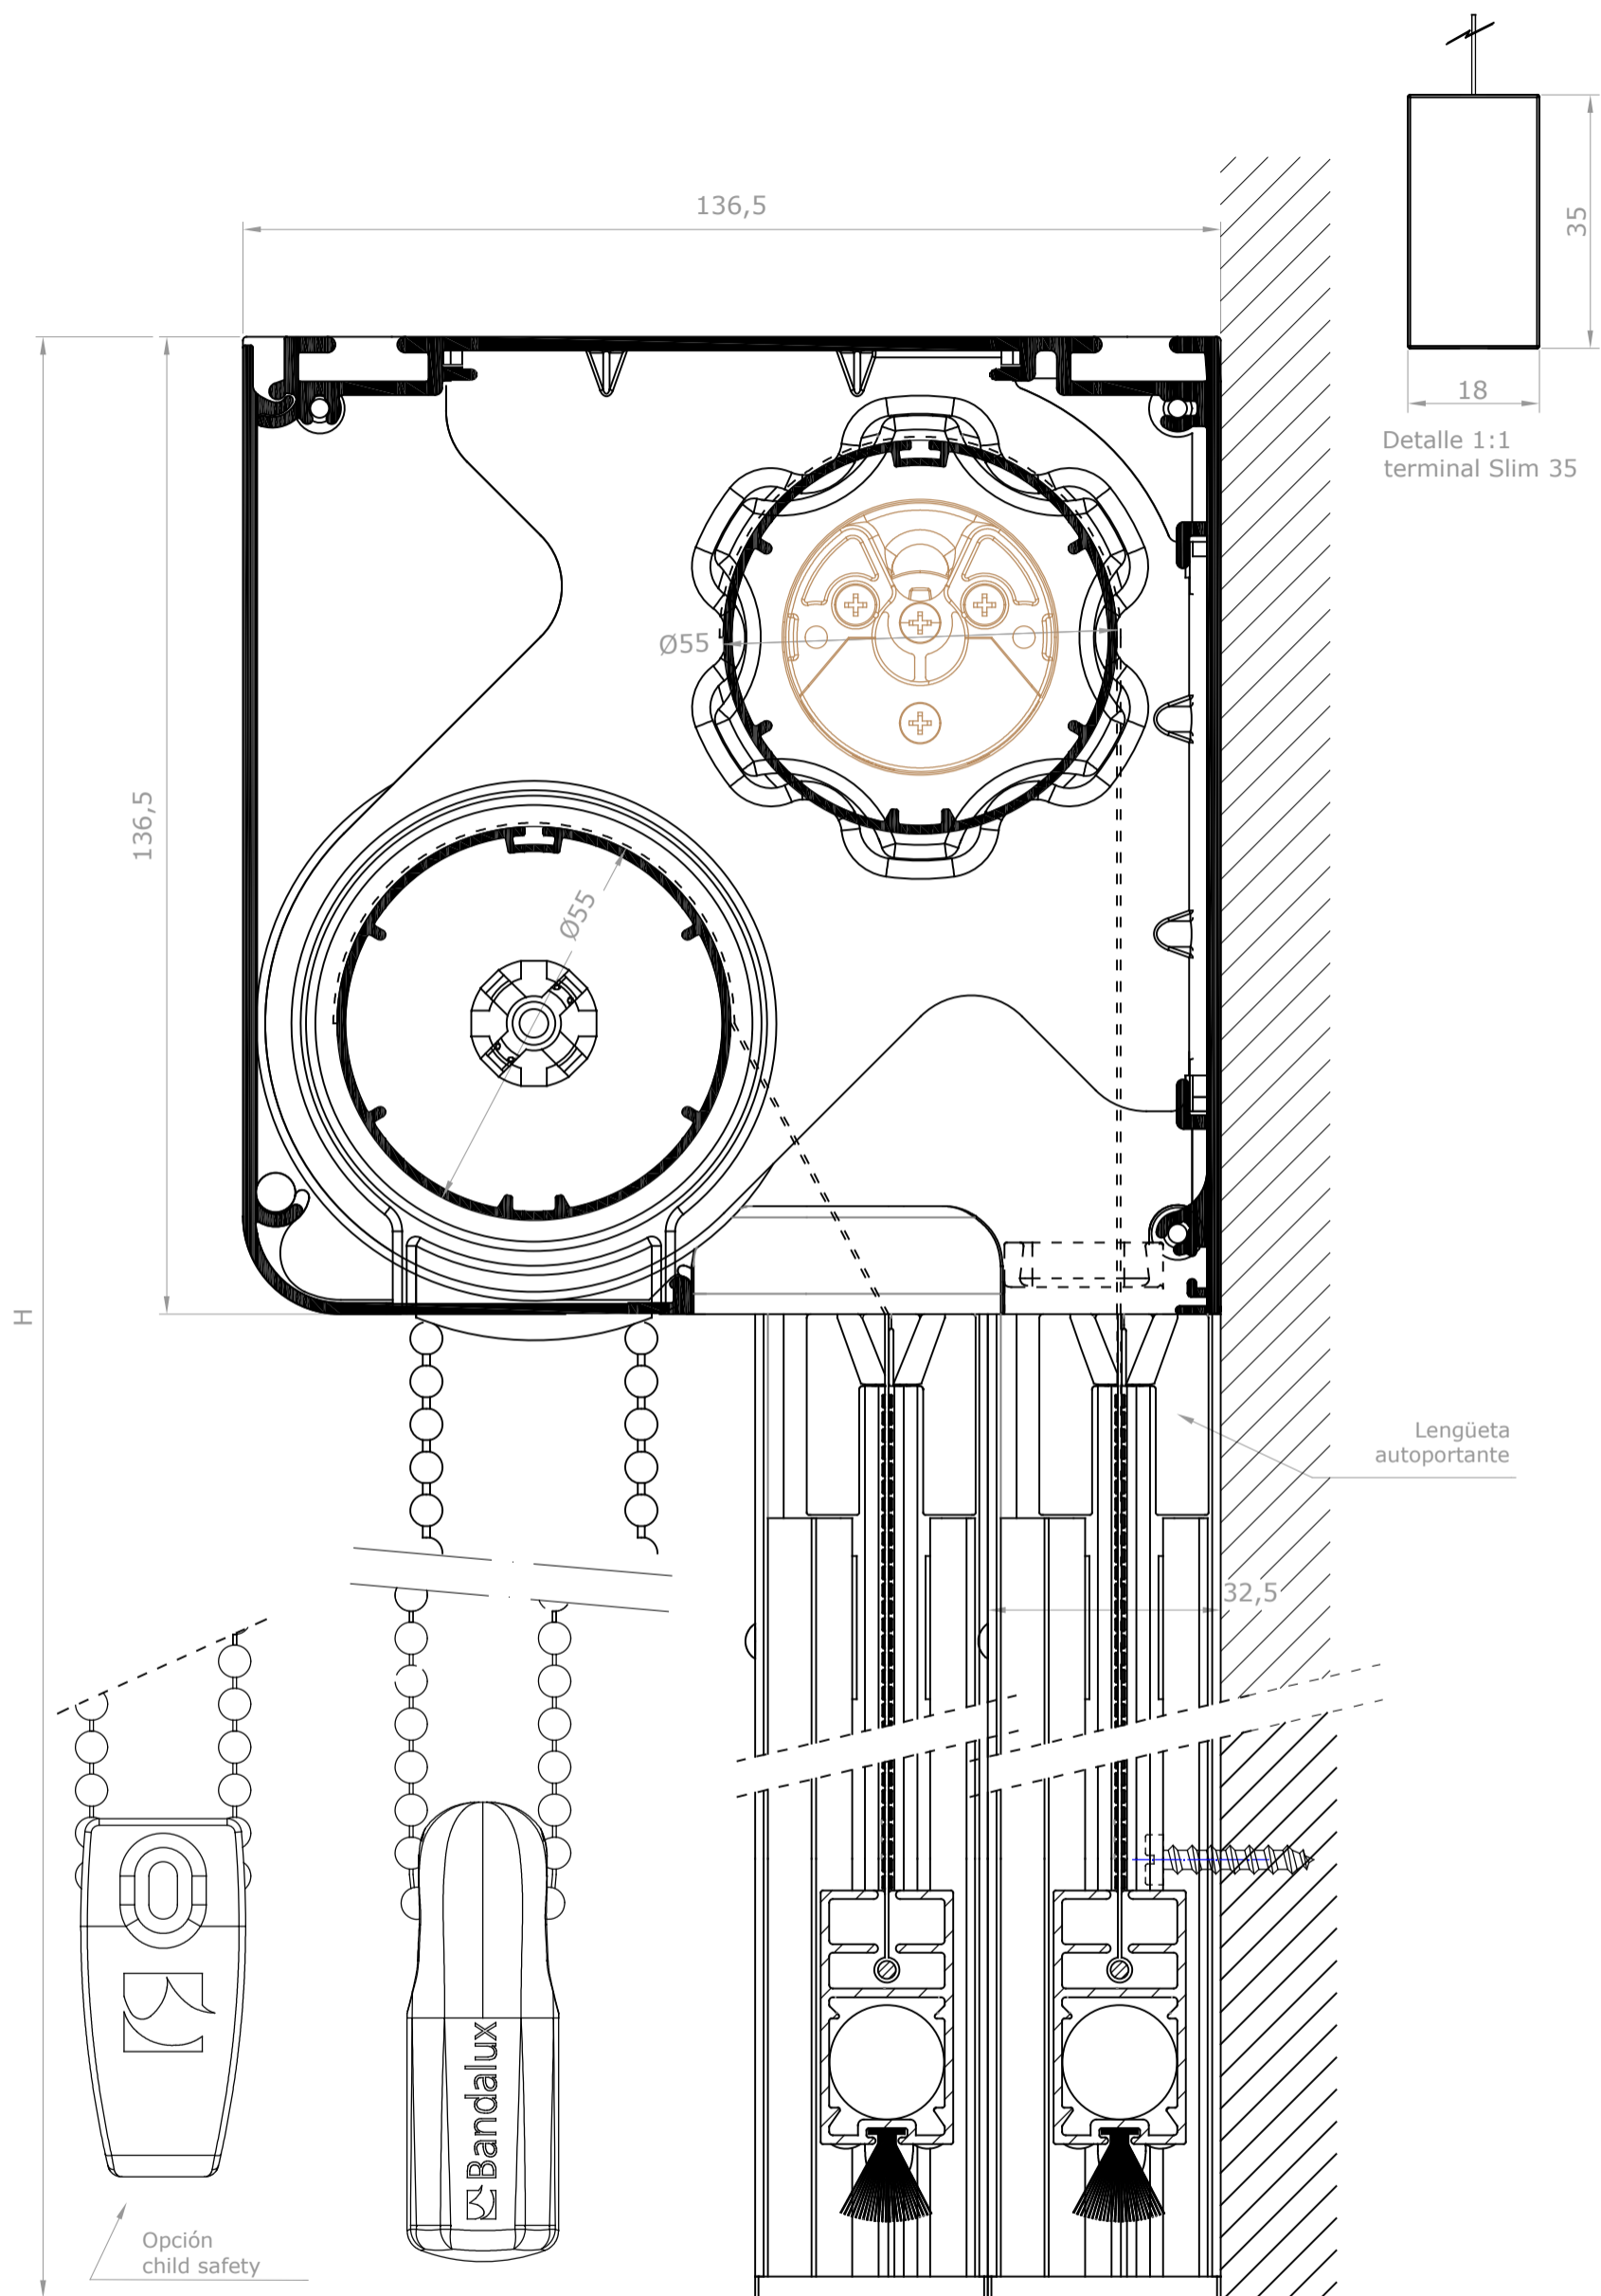 136,5
35
18
Detalle 1:1
terminal Slim 35
Ø55
136,5
Ø55
H
Lengüeta
autoportante
32,5
Bandalux
Opción
child safety